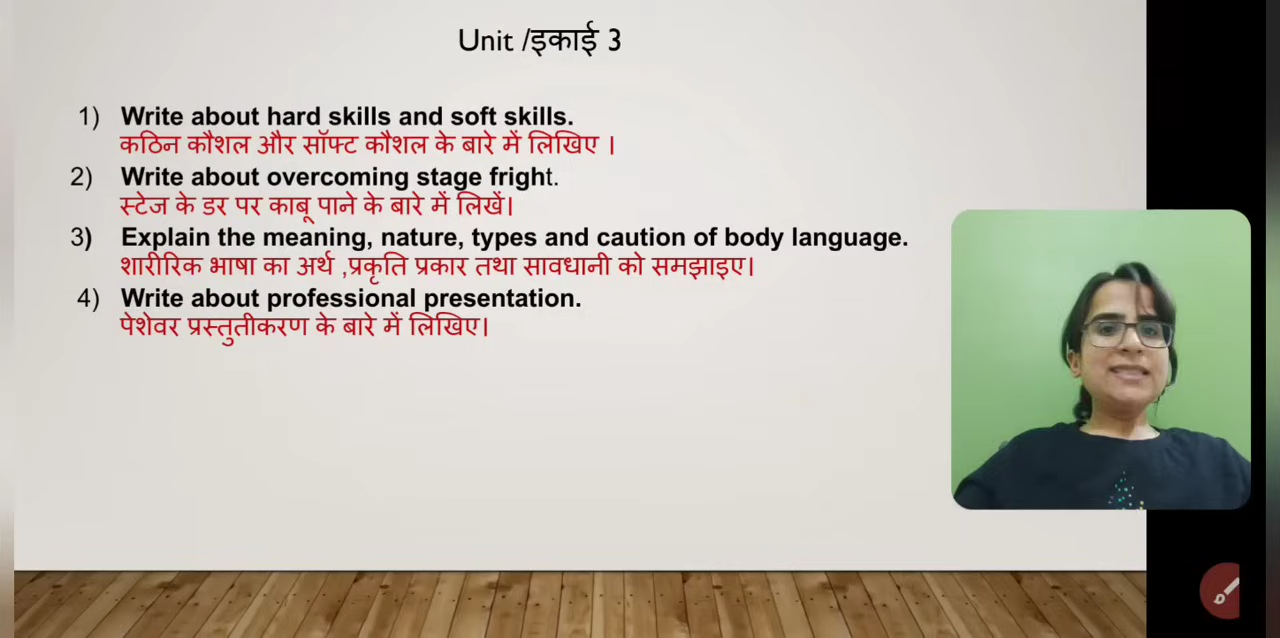 Unit /इकाई 3
1) Write about hard skills and soft skills.
कठिन कौशल और सॉफ्ट कौशल के बारे में लिखिए ।
2) Write about overcoming stage fright.
स्टेज के डर पर काबू पाने के बारे में लिखें।
3) Explain the meaning, nature, types and caution of body language.
शारीरिक भाषा का अर्थ ,प्रकृति प्रकार तथा सावधानी को समझाइए।
4) Write about professional presentation.
पेशेवर प्रस्तुतीकरण के बारे में लिखिए।